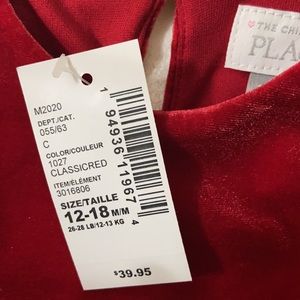 THE CHI
PLA
M2020
DEPT./CAT.
055/63
C
COLOR/COULEUR
1027
CLASSICRED
ITEM/ÉLÉMENT
3016806
SIZE/TAILLE
12-18 M/M
26-28 LB/12-13 KG
1 94936 11967 4
$39.95